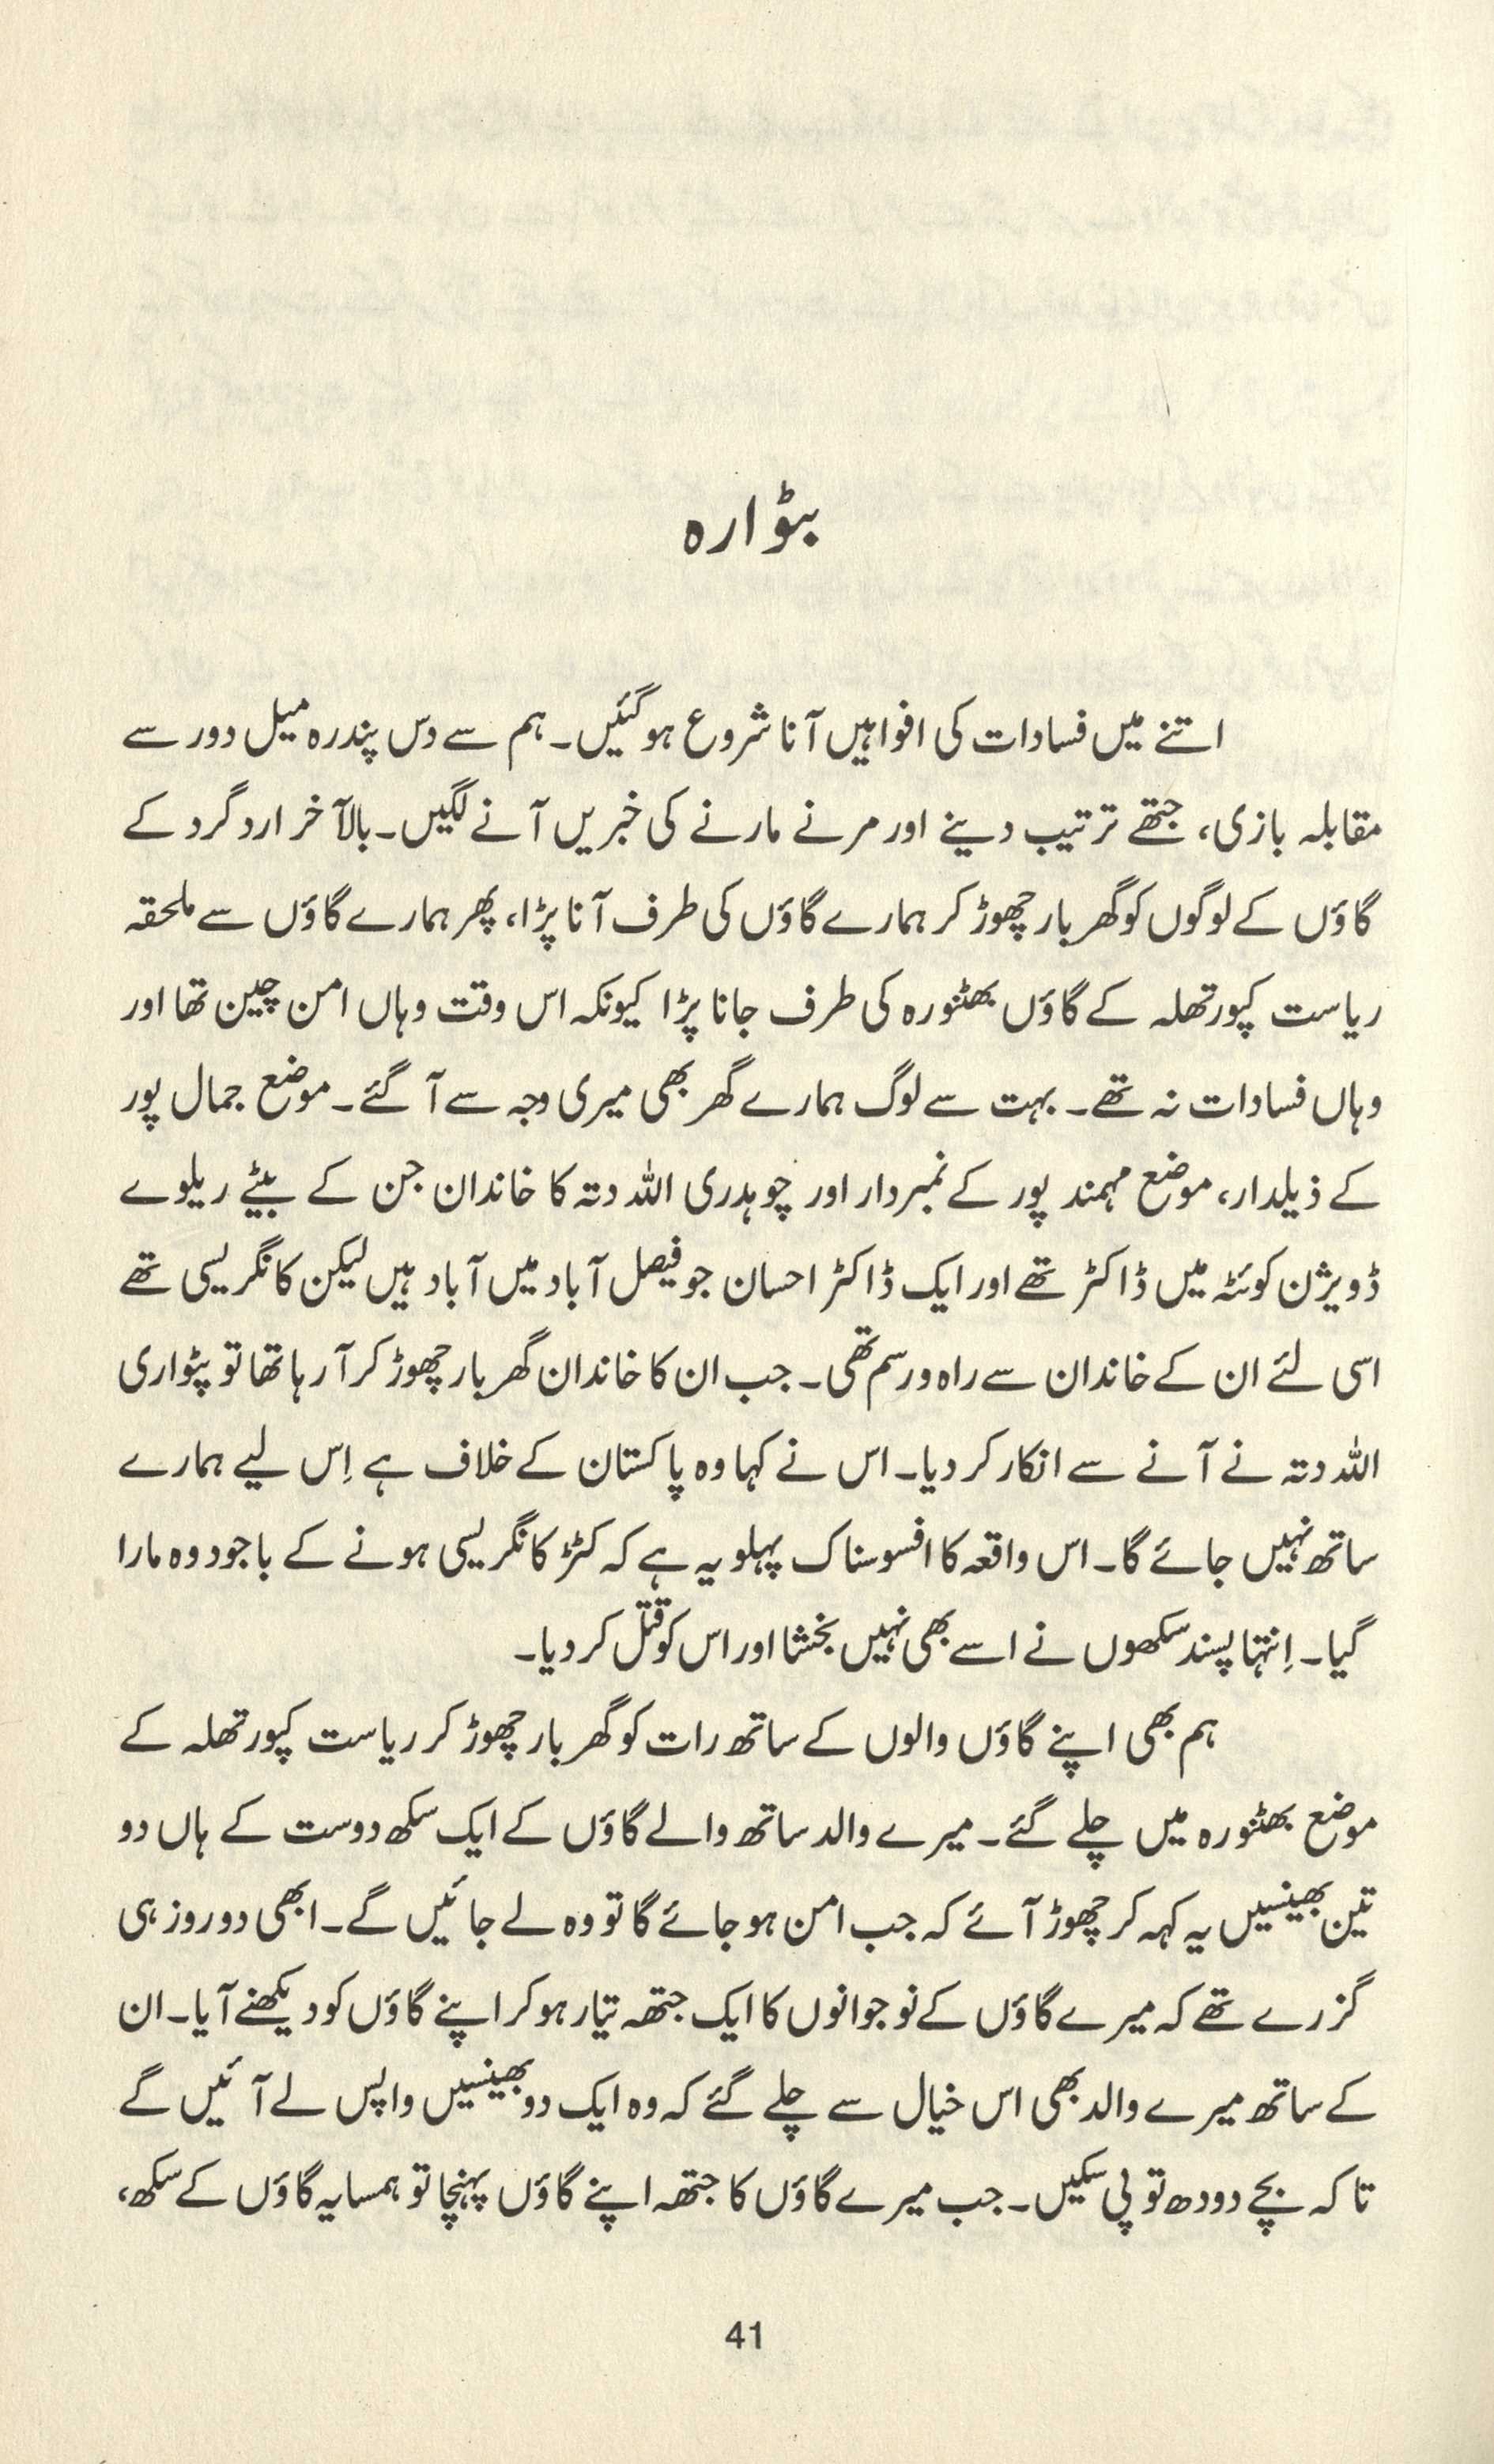 بٹوارہ
اتنے میں فسادات کی افواہیں آنا شروع ہوگئیں۔ ہم سے دس پندرہ میل دور سے
مقابلہ بازی، جتھے ترتیب دینے اور مرنے مارنے کی خبریں آنے لگیں۔ بالآخر اردگرد کے
گاؤں کے لوگوں کو گھر بار چھوڑ کر ہمارے گاؤں کی طرف آنا پڑا، پھر ہمارے گاؤں سے ملحقہ
ریاست کپورتھلہ کے گاؤں بھٹنورہ کی طرف جانا پڑا کیونکہ اس وقت وہاں امن چین تھا اور
وہاں فسادات نہ تھے۔ بہت سے لوگ ہمارے گھر بھی میری وجہ سے آ گئے۔ موضع جمال پور
کے ذیلدار، موضع مہمند پور کے نمبردار اور چوہدری اللہ دتہ کا خاندان جن کے بیٹے ریلوے
ڈویژن کوئٹہ میں ڈاکٹر تھے اور ایک ڈاکٹر احسان جو فیصل آباد میں آباد ہیں لیکن کانگریسی تھے
اسی لئے ان کے خاندان سے راہ و رسم تھی۔ جب ان کا خاندان گھر بار چھوڑ کر آ رہا تھا تو پٹواری
اللہ دتہ نے آنے سے انکار کر دیا۔ اس نے کہا وہ پاکستان کے خلاف ہے اِس لیے ہمارے
ساتھ نہیں جائے گا۔ اس واقعہ کا افسوسناک پہلو یہ ہے کہ کٹڑ کانگریسی ہونے کے باجود وہ مارا
گیا۔ اِنتہا پسند سکھوں نے اسے بھی نہیں بخشا اور اس کو قتل کر دیا۔
ہم بھی اپنے گاؤں والوں کے ساتھ رات کو گھر بار چھوڑ کر ریاست کپورتھلہ کے
موضع بھٹنورہ میں چلے گئے۔ میرے والد ساتھ والے گاؤں کے ایک سکھ دوست کے ہاں دو
تین بھینسیں یہ کہہ کر چھوڑ آئے کہ جب امن ہو جائے گا تو وہ لے جائیں گے۔ ابھی دو روز ہی
گزرے تھے کہ میرے گاؤں کے نوجوانوں کا ایک جتھہ تیار ہو کر اپنے گاؤں کو دیکھنے آیا۔ ان
کے ساتھ میرے والد بھی اس خیال سے چلے گئے کہ وہ ایک دو بھینسیں واپس لے آئیں گے
تا کہ بچے دودھ تو پی سکیں۔ جب میرے گاؤں کا جتھہ اپنے گاؤں پہنچا تو ہمسایہ گاؤں کے سکھ،
41